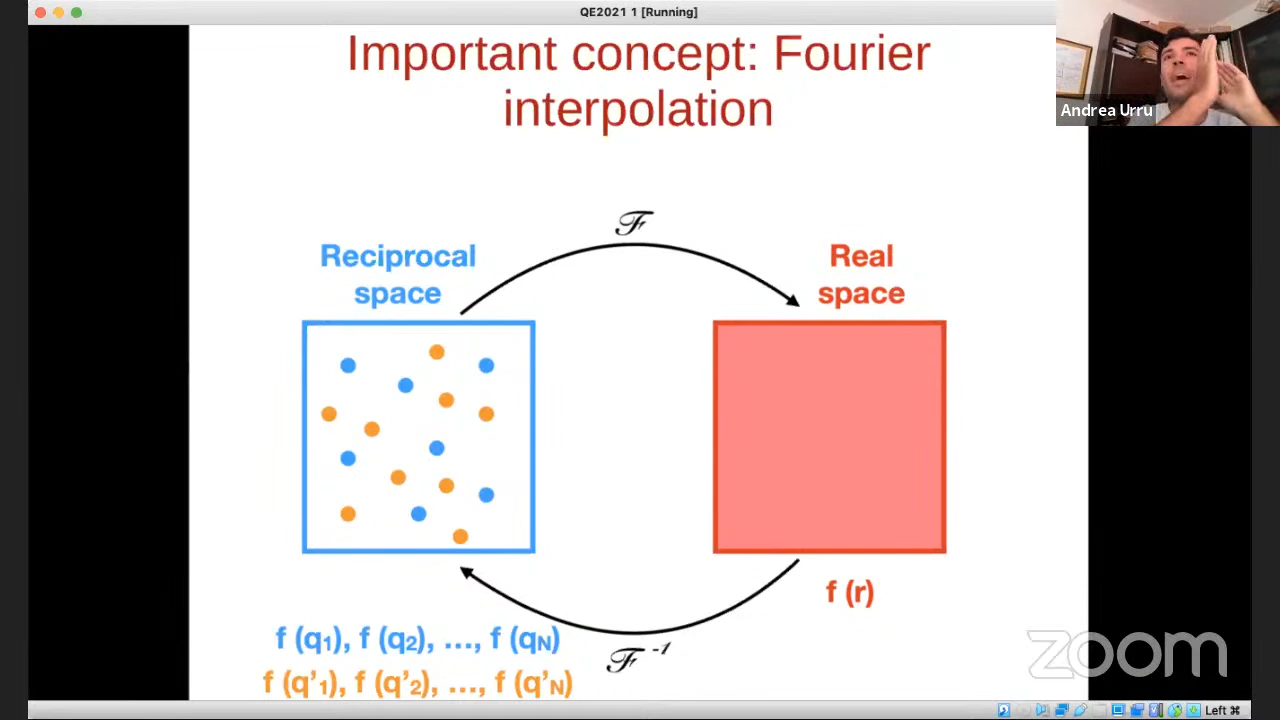 QE2021 1 [Running]
Important concept: Fourier
interpolation
Andrea Urru
ℱ
Reciprocal
space
Real
space
f (r)
f (q₁), f (q₂), …, f (qN)
ℱ⁻¹
f (q’₁), f (q’₂), …, f (q’N)
zoom
Left ⌘